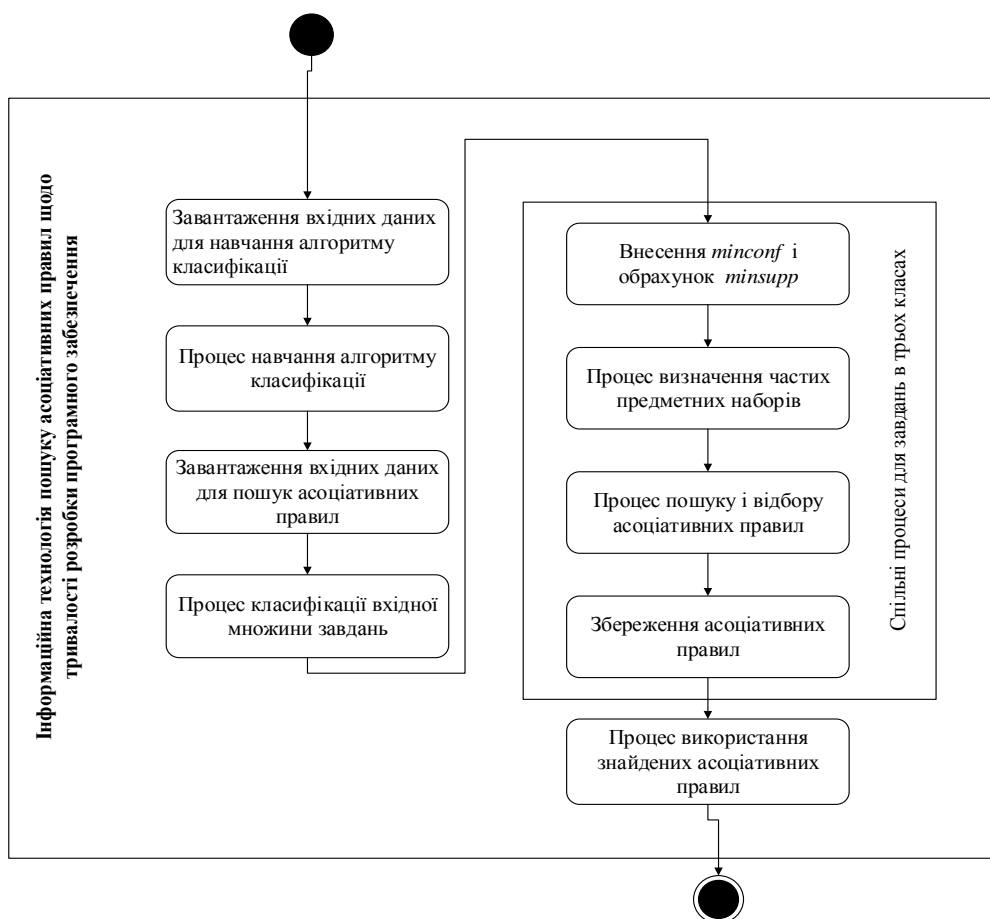 Інформаційна технологія пошуку асоціативних правил щодо
тривалості розробки програмного забезпечення
Завантаження вхідних даних
для навчання алгоритму
класифікації
Процес навчання алгоритму
класифікації
Завантаження вхідних даних
для пошук асоціативних
правил
Процес класифікації вхідної
множини завдань
Внесення minconf і
обрахунок minsupp
Процес визначення частих
предметних наборів
Процес пошуку і відбору
асоціативних правил
Збереження асоціативних
правил
Спільні процеси для завдань в трьох класах
Процес використання
знайдених асоціативних
правил